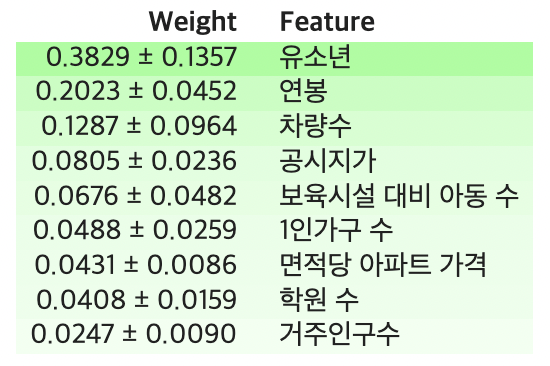 Weight Feature
0.3829 ± 0.1357 유소년
0.2023 ± 0.0452 연봉
0.1287 ± 0.0964 차량수
0.0805 ± 0.0236 공시지가
0.0676 ± 0.0482 보육시설 대비 아동 수
0.0488 ± 0.0259 1인가구 수
0.0431 ± 0.0086 면적당 아파트 가격
0.0408 ± 0.0159 학원 수
0.0247 ± 0.0090 거주인구수